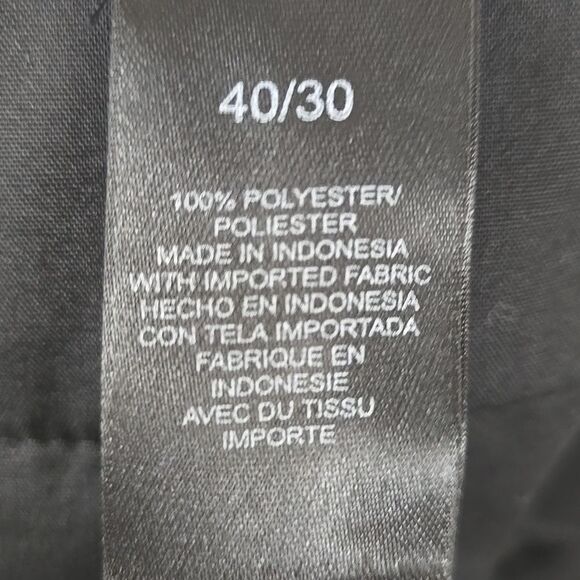 40/30
100% POLYESTER/
POLIESTER
MADE IN INDONESIA
WITH IMPORTED FABRIC
HECHO EN INDONESIA
CON TELA IMPORTADA
FABRIQUE EN
INDONESIE
AVEC DU TISSU
IMPORTE